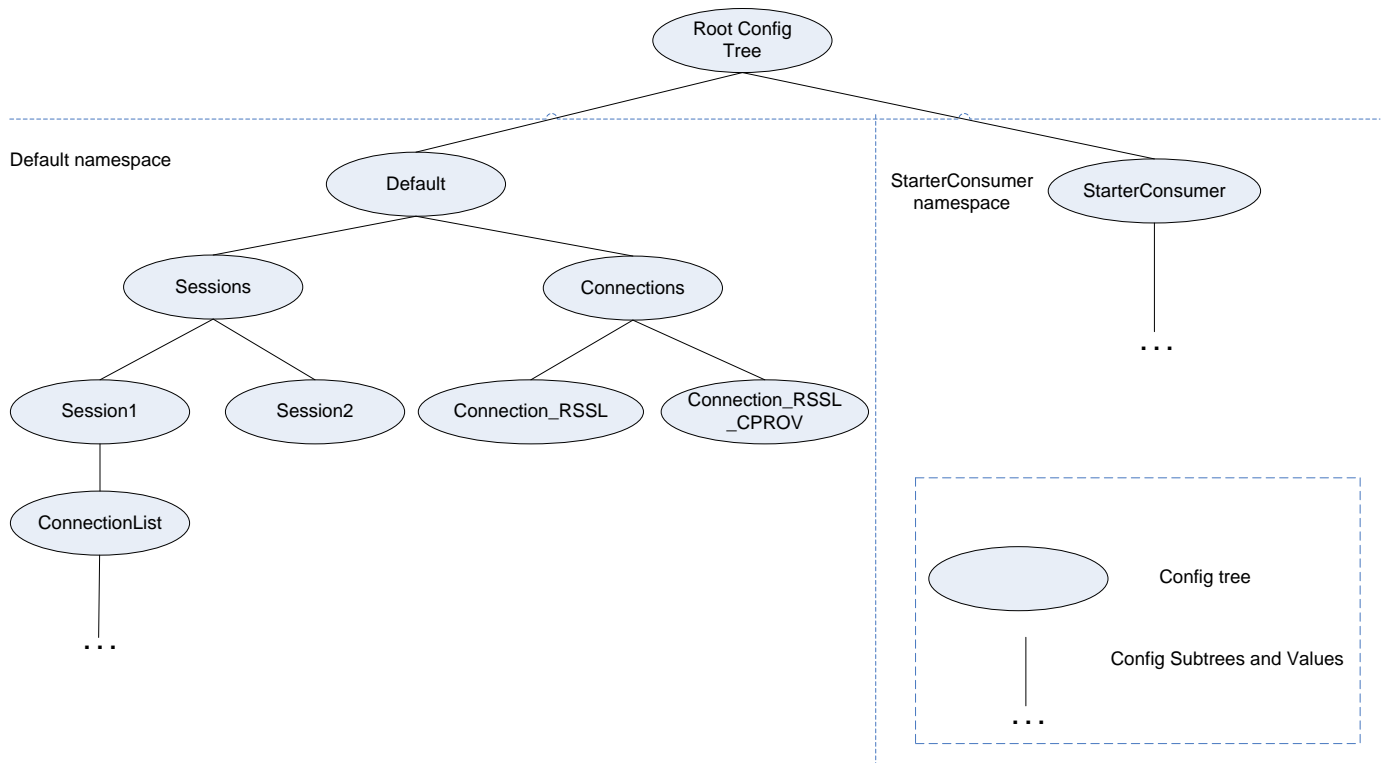 Root Config
Tree
Default namespace
Default
StarterConsumer
namespace
StarterConsumer
Sessions
Connections
. . .
Session1
Session2
Connection_RSSL
Connection_RSSL
_CPROV
ConnectionList
. . .
Config tree
Config Subtrees and Values
. . .